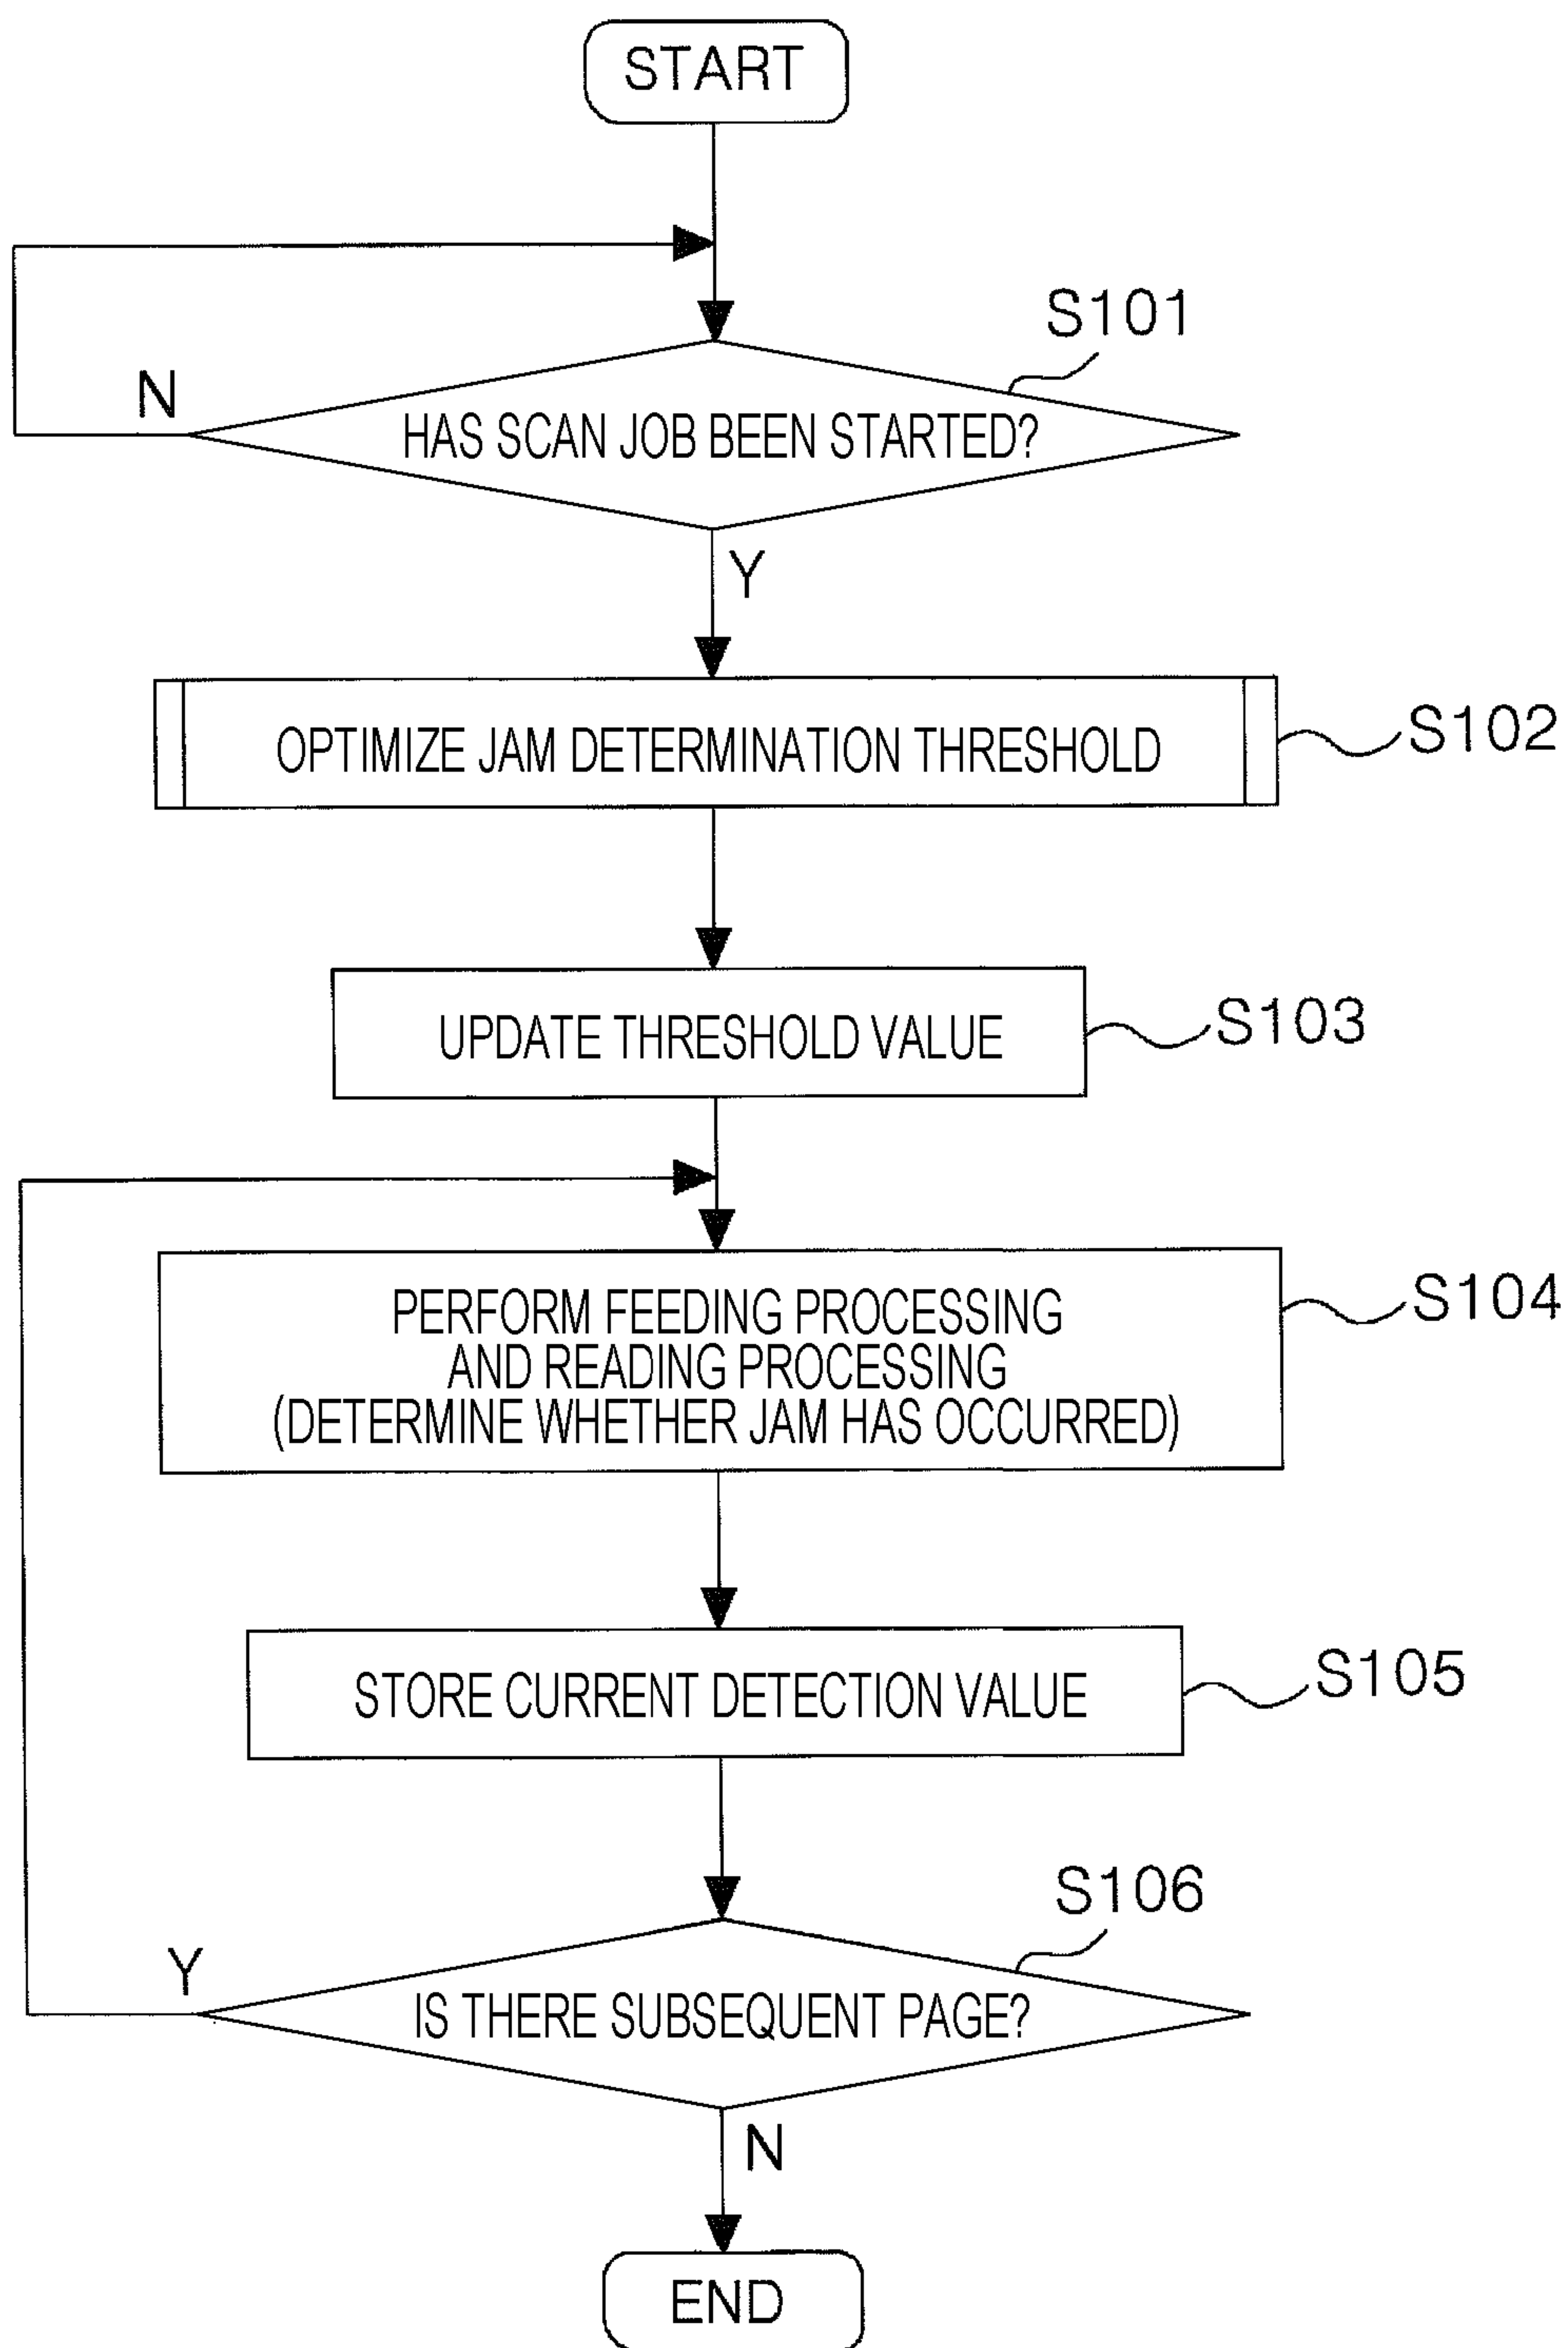 START
S101
N
HAS SCAN JOB BEEN STARTED?
Y
OPTIMIZE JAM DETERMINATION THRESHOLD
S102
UPDATE THRESHOLD VALUE
S103
PERFORM FEEDING PROCESSING
AND READING PROCESSING
(DETERMINE WHETHER JAM HAS OCCURRED)
S104
STORE CURRENT DETECTION VALUE
S105
S106
Y
IS THERE SUBSEQUENT PAGE?
N
END